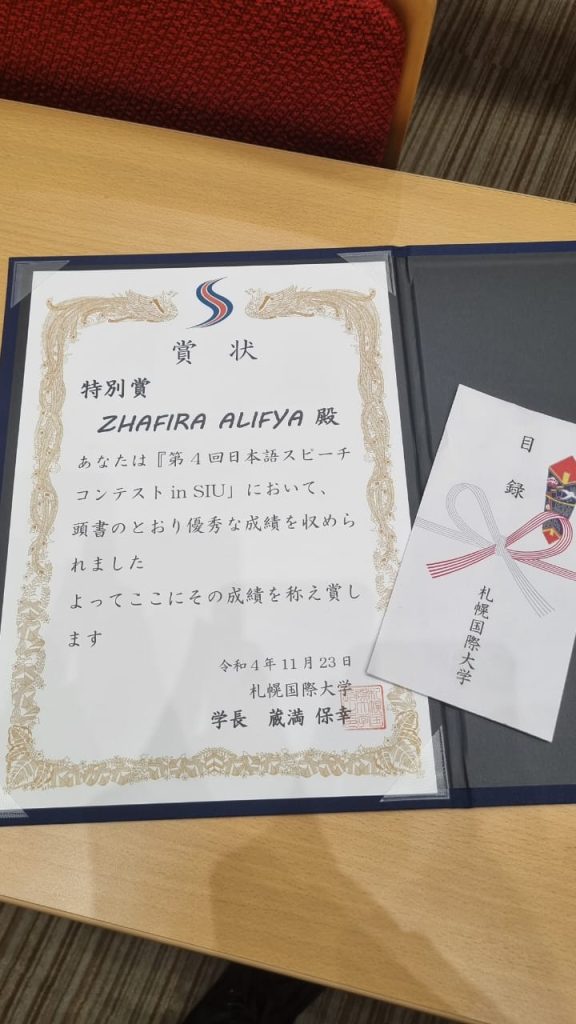 賞 状
特別賞
ZHAFIRA ALIFYA 殿
あなたは『第4回日本語スピーチ
コンテスト in SIU」において、
頭書のとおり優秀な成績を収めら
れました
よってここにその成績を称え賞し
ます
令和4年11月23日
札幌国際大学
学長 蔵満 保幸
目録
札幌国際大学